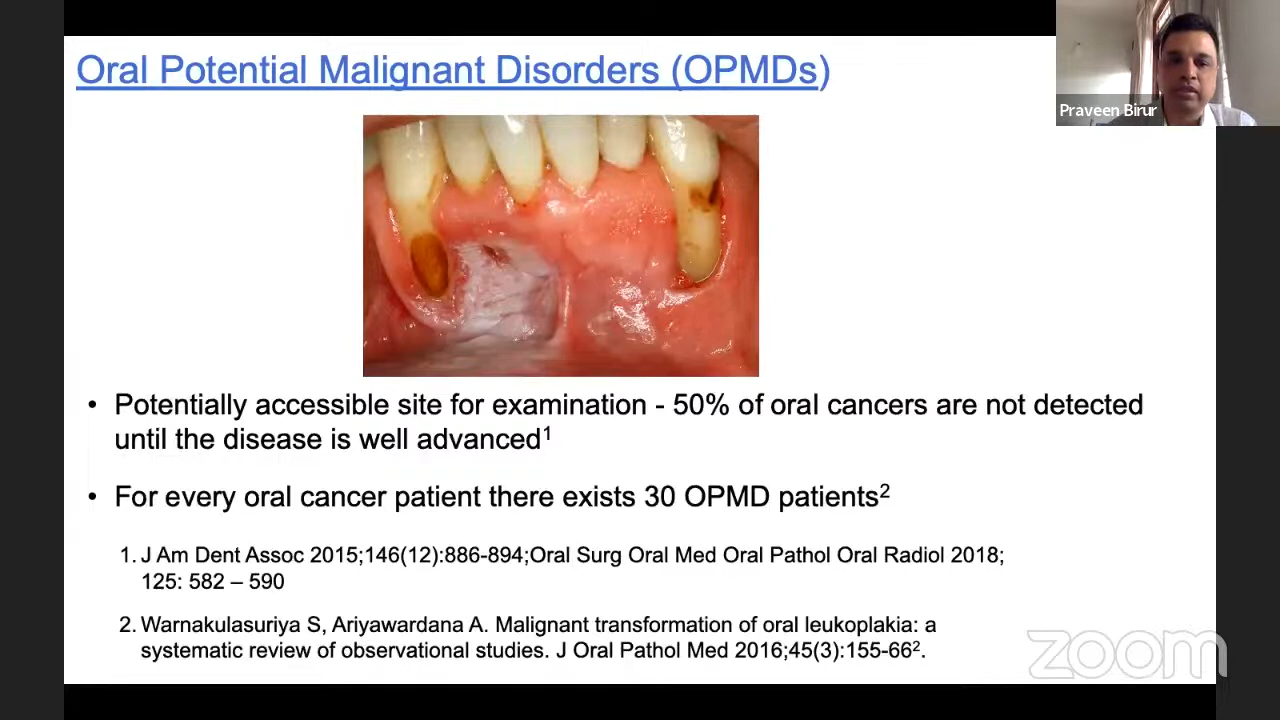 Oral Potential Malignant Disorders (OPMDs)
Praveen Birur
• Potentially accessible site for examination - 50% of oral cancers are not detected
until the disease is well advanced¹
• For every oral cancer patient there exists 30 OPMD patients²
1. J Am Dent Assoc 2015;146(12):886-894;Oral Surg Oral Med Oral Pathol Oral Radiol 2018;
125: 582 – 590
2. Warnakulasuriya S, Ariyawardana A. Malignant transformation of oral leukoplakia: a
systematic review of observational studies. J Oral Pathol Med 2016;45(3):155-66².
zoom